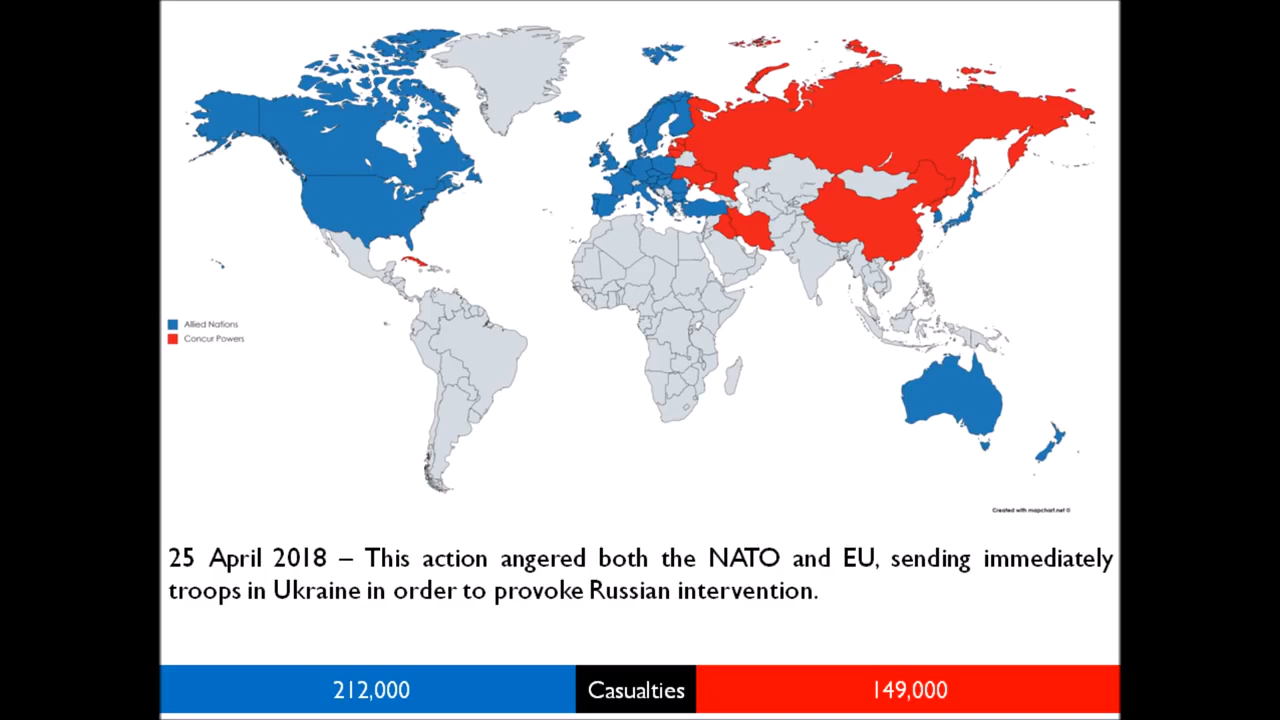 Allied Nations
Concur Powers
Created with mapchart.net ©
25 April 2018 – This action angered both the NATO and EU, sending immediately
troops in Ukraine in order to provoke Russian intervention.
212,000 Casualties 149,000